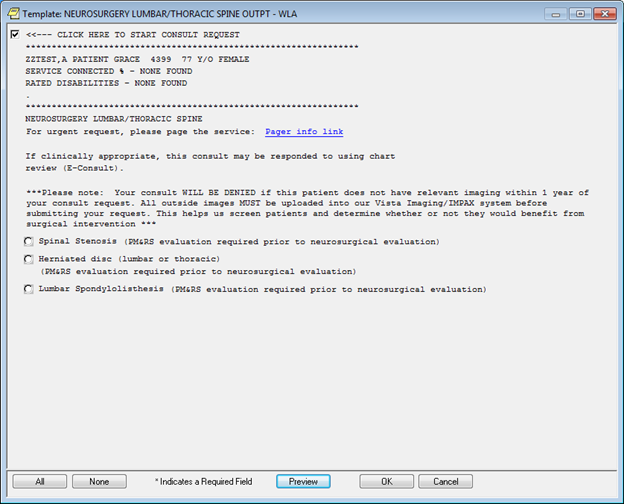 Template: NEUROSURGERY LUMBAR/THORACIC SPINE OUTPT - WLA
<<--- CLICK HERE TO START CONSULT REQUEST
*****************************************************************
ZZTEST,A PATIENT GRACE  4399  77 Y/O FEMALE
SERVICE CONNECTED % - NONE FOUND
RATED DISABILITIES - NONE FOUND
.
*****************************************************************
NEUROSURGERY LUMBAR/THORACIC SPINE
For urgent request, please page the service:  Pager info link
If clinically appropriate, this consult may be responded to using chart
review (E-Consult).
***Please note:  Your consult WILL BE DENIED if this patient does not have relevant imaging within 1 year of
your consult request. All outside images MUST be uploaded into our Vista Imaging/IMPAX system before
submitting your request. This helps us screen patients and determine whether or not they would benefit from
surgical intervention ***
Spinal Stenosis (PM&RS evaluation required prior to neurosurgical evaluation)
Herniated disc (lumbar or thoracic)
(PM&RS evaluation required prior to neurosurgical evaluation)
Lumbar Spondylolisthesis (PM&RS evaluation required prior to neurosurgical evaluation)
All None * Indicates a Required Field Preview OK Cancel